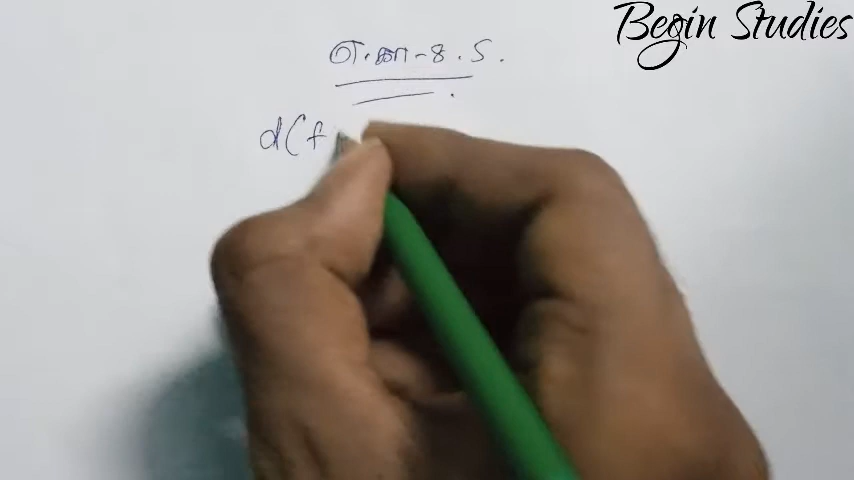 Begin Studies
எ.கா - 8.5.
d(f